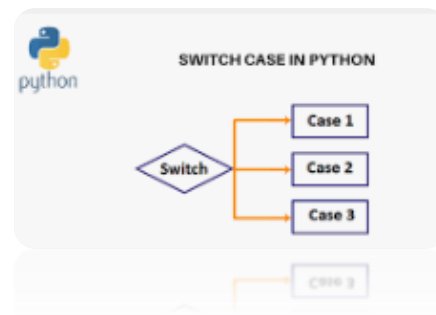 python
SWITCH CASE IN PYTHON
Case 1
Switch
Case 2
Case 3